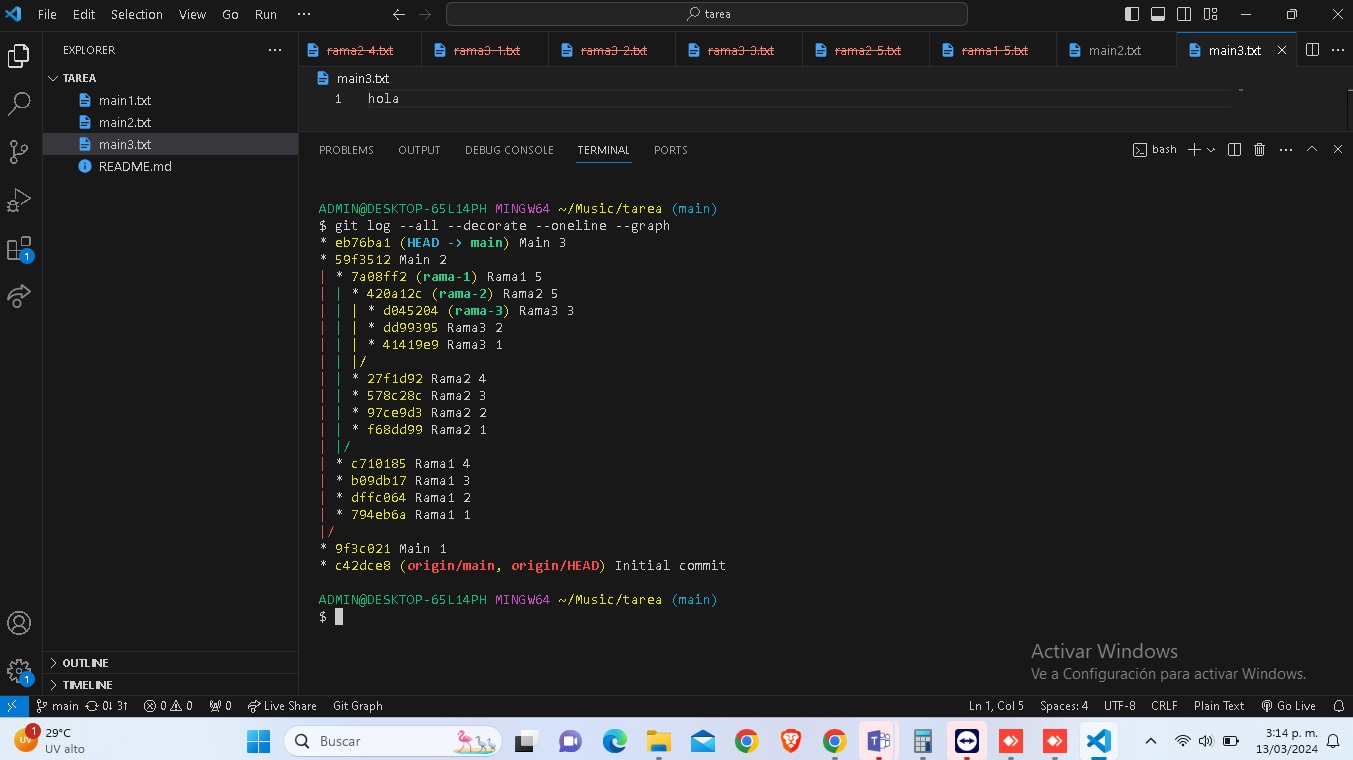 File Edit Selection View Go Run ··· tarea
EXPLORER ···
TAREA
main1.txt
main2.txt
main3.txt
README.md
OUTLINE
TIMELINE
rama2-4.txt rama3-1.txt rama3-2.txt rama3-3.txt rama2-5.txt rama1-5.txt main2.txt main3.txt
main3.txt
1 hola
PROBLEMS OUTPUT DEBUG CONSOLE TERMINAL PORTS bash
ADMIN@DESKTOP-65L14PH MINGW64 ~/Music/tarea (main)
$ git log --all --decorate --oneline --graph
* eb76ba1 (HEAD -> main) Main 3
* 59f3512 Main 2
| * 7a08ff2 (rama-1) Rama1 5
| | * 420a12c (rama-2) Rama2 5
| | | * d045204 (rama-3) Rama3 3
| | | * dd99395 Rama3 2
| | | * 41419e9 Rama3 1
| | |/
| | * 27f1d92 Rama2 4
| | * 578c28c Rama2 3
| | * 97ce9d3 Rama2 2
| | * f68dd99 Rama2 1
| |/
| * c710185 Rama1 4
| * b09db17 Rama1 3
| * dffc064 Rama1 2
| * 794eb6a Rama1 1
|/
* 9f3c021 Main 1
* c42dce8 (origin/main, origin/HEAD) Initial commit
ADMIN@DESKTOP-65L14PH MINGW64 ~/Music/tarea (main)
$
Activar Windows
Ve a Configuración para activar Windows.
1
1
main 0↓ 3↑ 0 0 0 Live Share Git Graph Ln 1, Col 5 Spaces: 4 UTF-8 CRLF Plain Text Go Live
UV 1 29°C
UV alto
Buscar
3:14 p. m.
13/03/2024